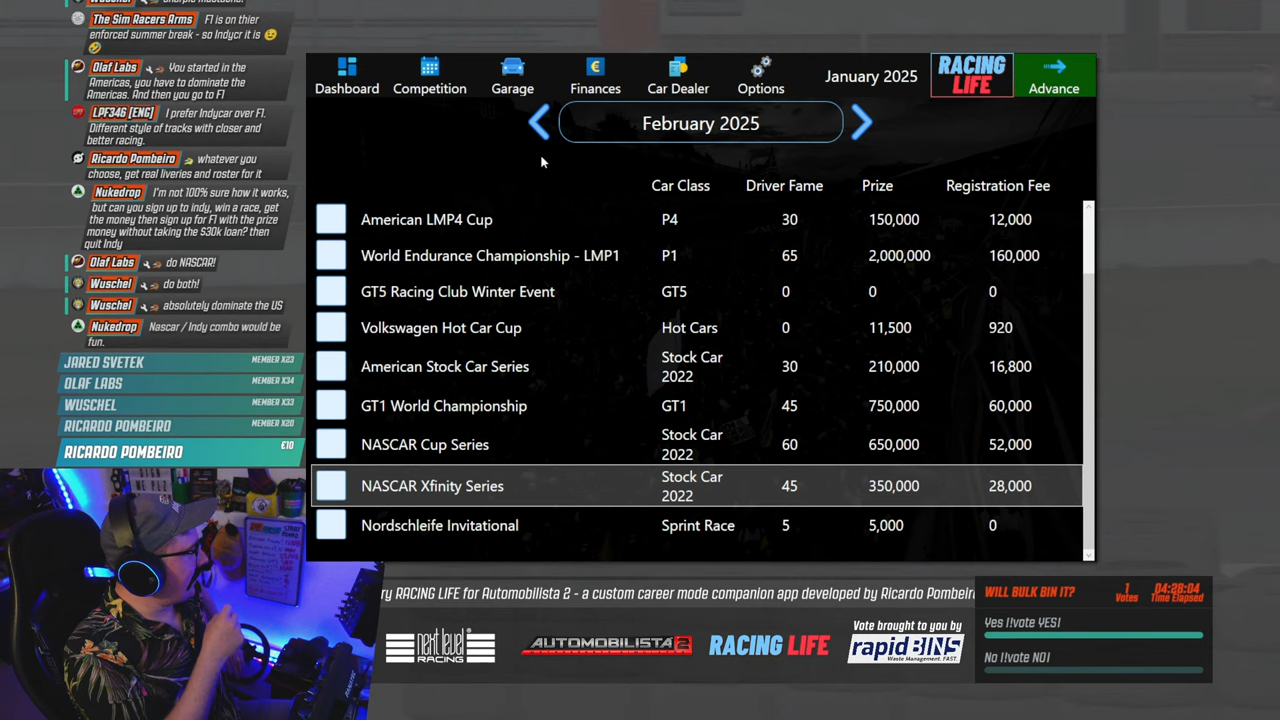 The Sim Racers Arms F1 is on thier
enforced summer break - so Indycr it is
Olaf Labs You started in the
Americas, you have to dominate the
Americas. And then you go to F1
LPF346 [ENG] I prefer Indycar over F1.
Different style of tracks with closer and
better racing.
Ricardo Pombeiro whatever you
choose, get real liveries and roster for it
Nukedrop I'm not 100% sure how it works,
but can you sign up to indy, win a race, get
the money then sign up for F1 with the prize
money without taking the $30k loan? then
quit Indy
Olaf Labs do NASCAR!
Wuschel do both!
Wuschel absolutely dominate the US
Nukedrop Nascar / Indy combo would be
fun.
JARED SVETEK MEMBER X23
OLAF LABS MEMBER X34
WUSCHEL MEMBER X33
RICARDO POMBEIRO MEMBER X20
RICARDO POMBEIRO €10
Dashboard Competition Garage Finances Car Dealer Options January 2025 RACING LIFE Advance
February 2025
Car Class Driver Fame Prize Registration Fee
American LMP4 Cup P4 30 150,000 12,000
World Endurance Championship - LMP1 P1 65 2,000,000 160,000
GT5 Racing Club Winter Event GT5 0 0 0
Volkswagen Hot Car Cup Hot Cars 0 11,500 920
American Stock Car Series Stock Car 2022 30 210,000 16,800
GT1 World Championship GT1 45 750,000 60,000
NASCAR Cup Series Stock Car 2022 60 650,000 52,000
NASCAR Xfinity Series Stock Car 2022 45 350,000 28,000
Nordschleife Invitational Sprint Race 5 5,000 0
ry RACING LIFE for Automobilista 2 - a custom career mode companion app developed by Ricardo Pombeir
NEXT LEVEL RACING
AUTOMOBILISTA 2
RACING LIFE
Vote brought to you by
rapid BINS
Waste Management. FAST.
WILL BULK BIN IT? 1 Votes 04:28:04 Time Elapsed
Yes !!vote YES!
No !!vote NO!